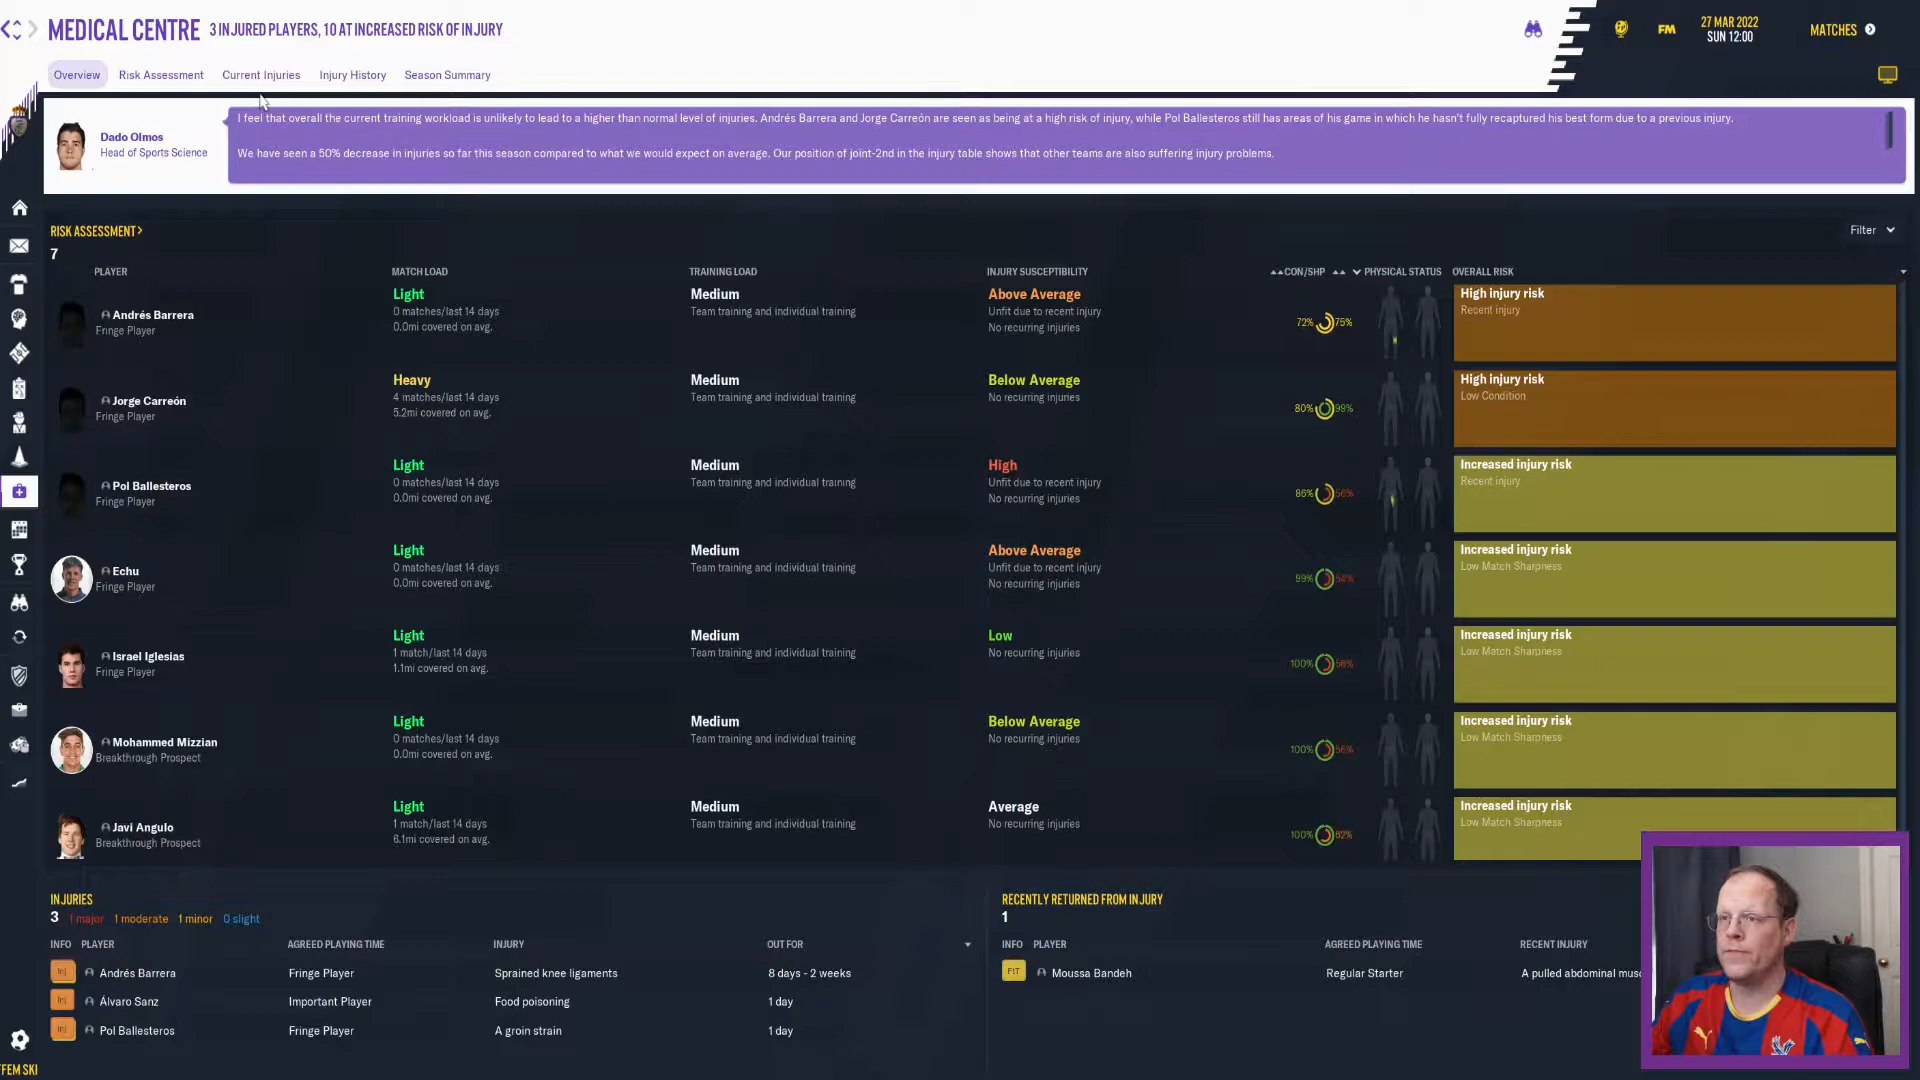 MEDICAL CENTRE 3 INJURED PLAYERS, 10 AT INCREASED RISK OF INJURY
FM
27 MAR 2022
SUN 12:00
MATCHES
Overview Risk Assessment Current Injuries Injury History Season Summary
Dado Olmos
Head of Sports Science
I feel that overall the current training workload is unlikely to lead to a higher than normal level of injuries. Andrés Barrera and Jorge Carreón are seen as being at a high risk of injury, while Pol Ballesteros still has areas of his game in which he hasn't fully recaptured his best form due to a previous injury.
We have seen a 50% decrease in injuries so far this season compared to what we would expect on average. Our position of joint-2nd in the injury table shows that other teams are also suffering injury problems.
RISK ASSESSMENT>
7
Filter
PLAYER MATCH LOAD TRAINING LOAD INJURY SUSCEPTIBILITY CON/SHP PHYSICAL STATUS OVERALL RISK
Andrés Barrera
Fringe Player
Light
0 matches/last 14 days
0.0mi covered on avg.
Medium
Team training and individual training
Above Average
Unfit due to recent injury
No recurring injuries
72% 75%
High injury risk
Recent injury
Jorge Carreón
Fringe Player
Heavy
4 matches/last 14 days
5.2mi covered on avg.
Medium
Team training and individual training
Below Average
No recurring injuries
80% 99%
High injury risk
Low Condition
Pol Ballesteros
Fringe Player
Light
0 matches/last 14 days
0.0mi covered on avg.
Medium
Team training and individual training
High
Unfit due to recent injury
No recurring injuries
86% 56%
Increased injury risk
Recent injury
Echu
Fringe Player
Light
0 matches/last 14 days
0.0mi covered on avg.
Medium
Team training and individual training
Above Average
Unfit due to recent injury
No recurring injuries
99% 54%
Increased injury risk
Low Match Sharpness
Israel Iglesias
Fringe Player
Light
1 match/last 14 days
1.1mi covered on avg.
Medium
Team training and individual training
Low
No recurring injuries
100% 56%
Increased injury risk
Low Match Sharpness
Mohammed Mizzian
Breakthrough Prospect
Light
0 matches/last 14 days
0.0mi covered on avg.
Medium
Team training and individual training
Below Average
No recurring injuries
100% 56%
Increased injury risk
Low Match Sharpness
Javi Angulo
Breakthrough Prospect
Light
1 match/last 14 days
6.1mi covered on avg.
Medium
Team training and individual training
Average
No recurring injuries
100% 62%
Increased injury risk
Low Match Sharpness
INJURIES
3 1 major 1 moderate 1 minor 0 slight
INFO PLAYER AGREED PLAYING TIME INJURY OUT FOR
Inj Andrés Barrera Fringe Player Sprained knee ligaments 8 days - 2 weeks
Inj Álvaro Sanz Important Player Food poisoning 1 day
Inj Pol Ballesteros Fringe Player A groin strain 1 day
RECENTLY RETURNED FROM INJURY
1
INFO PLAYER AGREED PLAYING TIME RECENT INJURY
FtT Moussa Bandeh Regular Starter A pulled abdominal musc
FEM SKI